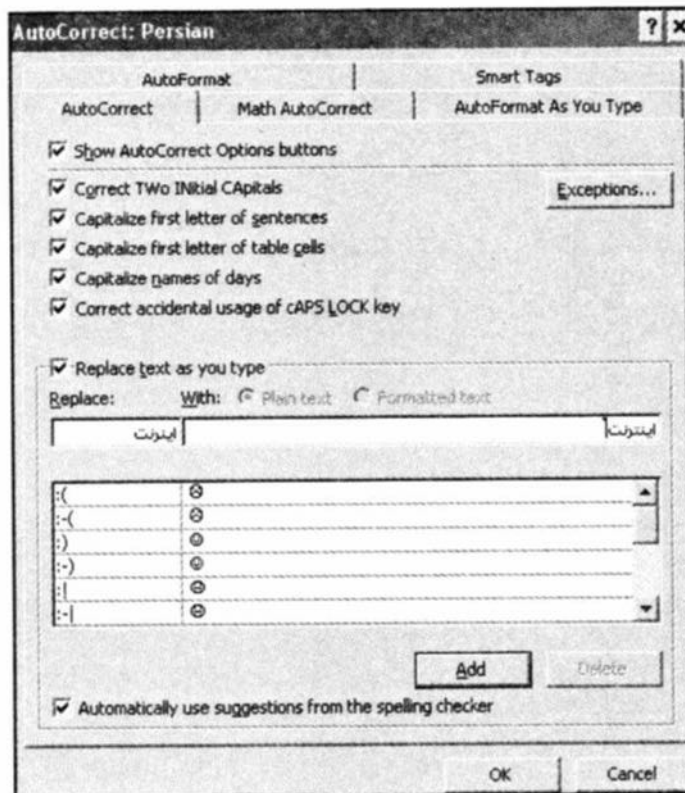 AutoCorrect: Persian
AutoFormat Smart Tags
AutoCorrect Math AutoCorrect AutoFormat As You Type
Show AutoCorrect Options buttons
Correct TWo INitial CApitals Exceptions...
Capitalize first letter of sentences
Capitalize first letter of table cells
Capitalize names of days
Correct accidental usage of cAPS LOCK key
Replace text as you type
Replace: With: Plain text Formatted text
اینرنت اینترنت
:( ☹
:-( ☹
:) ☺
:-) ☺
:| 😐
:-| 😐
Add Delete
Automatically use suggestions from the spelling checker
OK Cancel